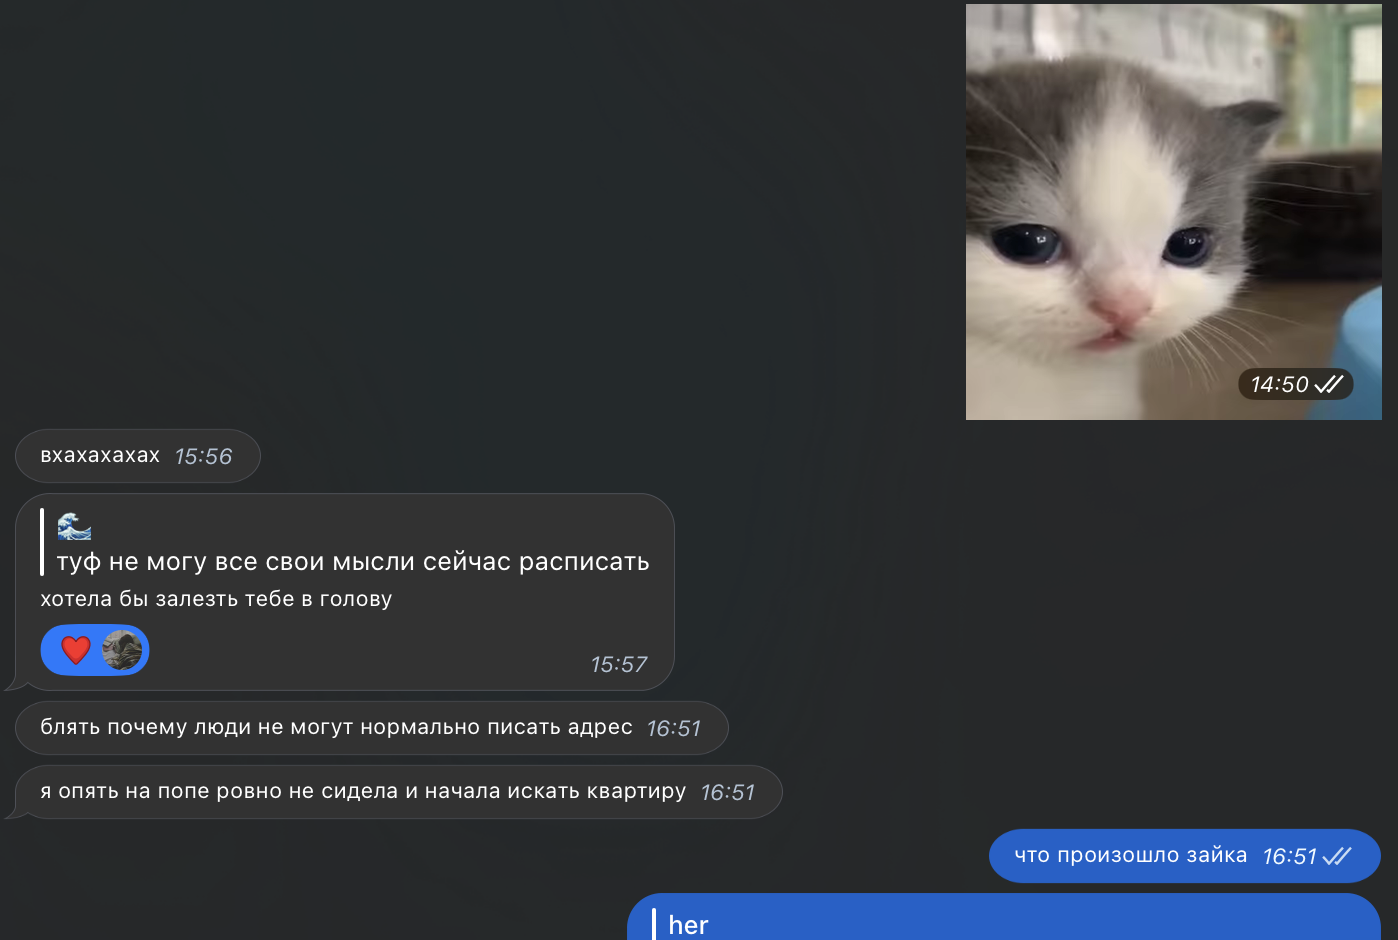 14:50
вхахахахах 15:56
🌊
туф не могу все свои мысли сейчас расписать
хотела бы залезть тебе в голову
15:57
блять почему люди не могут нормально писать адрес 16:51
я опять на попе ровно не сидела и начала искать квартиру 16:51
что произошло зайка 16:51
her